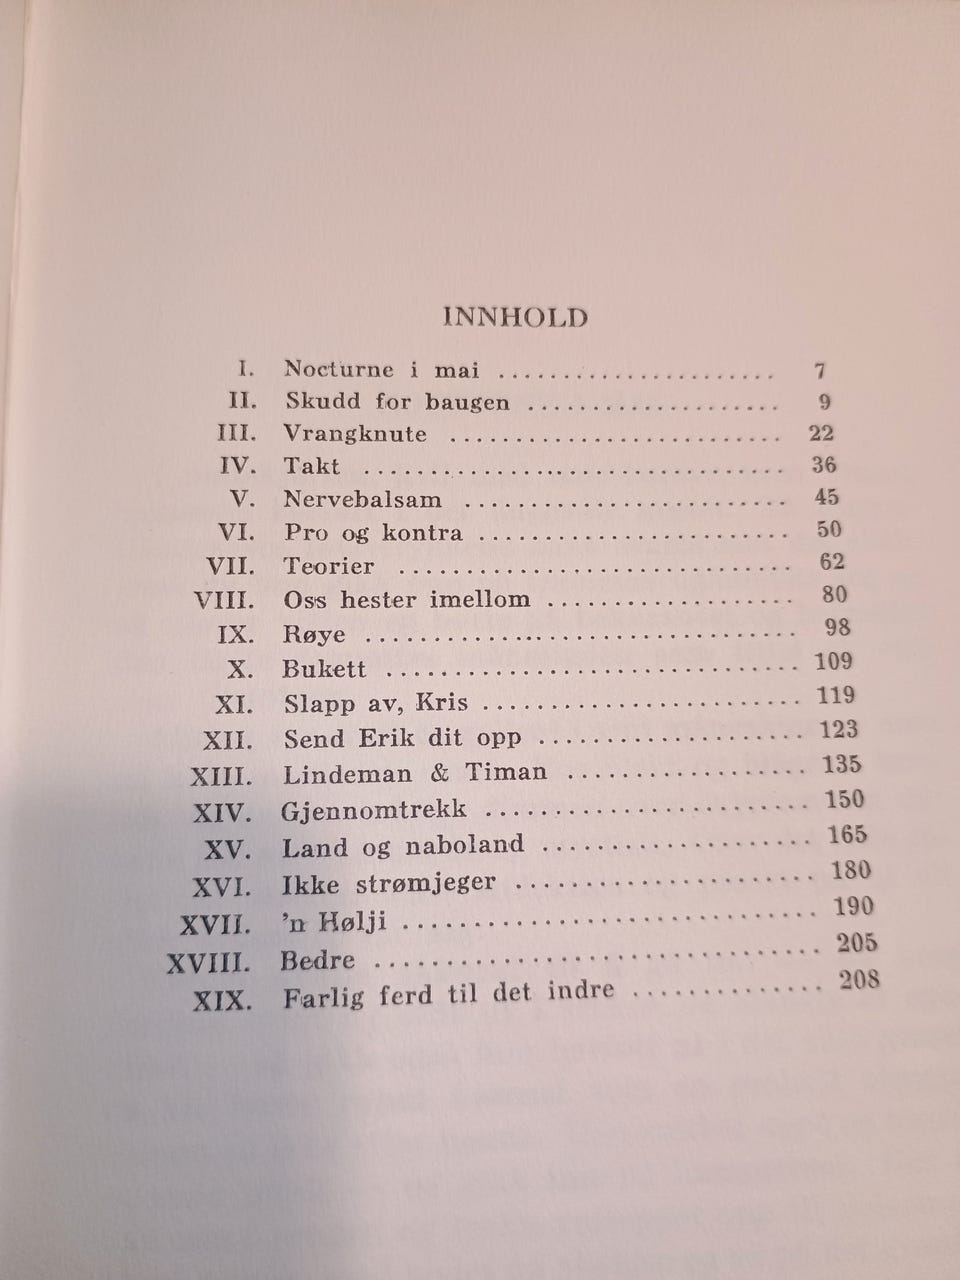 INNHOLD
I. Nocturne i mai ...................... 7
II. Skudd for baugen .................... 9
III. Vrangknute .......................... 22
IV. Takt ................................. 36
V. Nervebalsam ......................... 45
VI. Pro og kontra ........................ 50
VII. Teorier .............................. 62
VIII. Oss hester imellom ................... 80
IX. Røye ................................. 98
X. Bukett ................................ 109
XI. Slapp av, Kris ........................ 119
XII. Send Erik dit opp ..................... 123
XIII. Lindeman & Timan ................... 135
XIV. Gjennomtrekk ......................... 150
XV. Land og naboland ..................... 165
XVI. Ikke strømjeger ....................... 180
XVII. ’n Hølji ............................... 190
XVIII. Bedre ................................. 205
XIX. Farlig ferd til det indre .............. 208